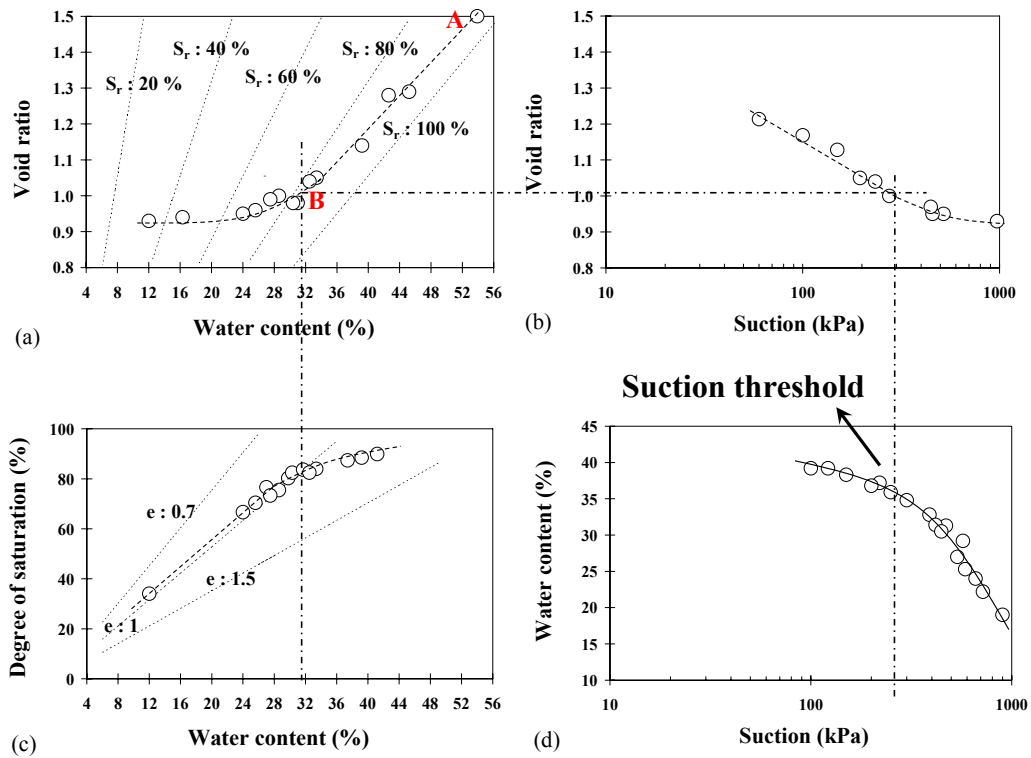 1.5
1.4
1.3
1.2
1.1
1.0
0.9
0.8
Void ratio
A
B
Sr : 20 %
Sr : 40 %
Sr : 60 %
Sr : 80 %
Sr : 100 %
4 8 12 16 20 24 28 32 36 40 44 48 52 56
Water content (%)
(a)
1.5
1.4
1.3
1.2
1.1
1.0
0.9
0.8
Void ratio
10 100 1000
Suction (kPa)
(b)
100
80
60
40
20
0
Degree of saturation (%)
e : 0.7
e : 1
e : 1.5
4 8 12 16 20 24 28 32 36 40 44 48 52 56
Water content (%)
(c)
Suction threshold
45
40
35
30
25
20
15
10
Water content (%)
10 100 1000
Suction (kPa)
(d)